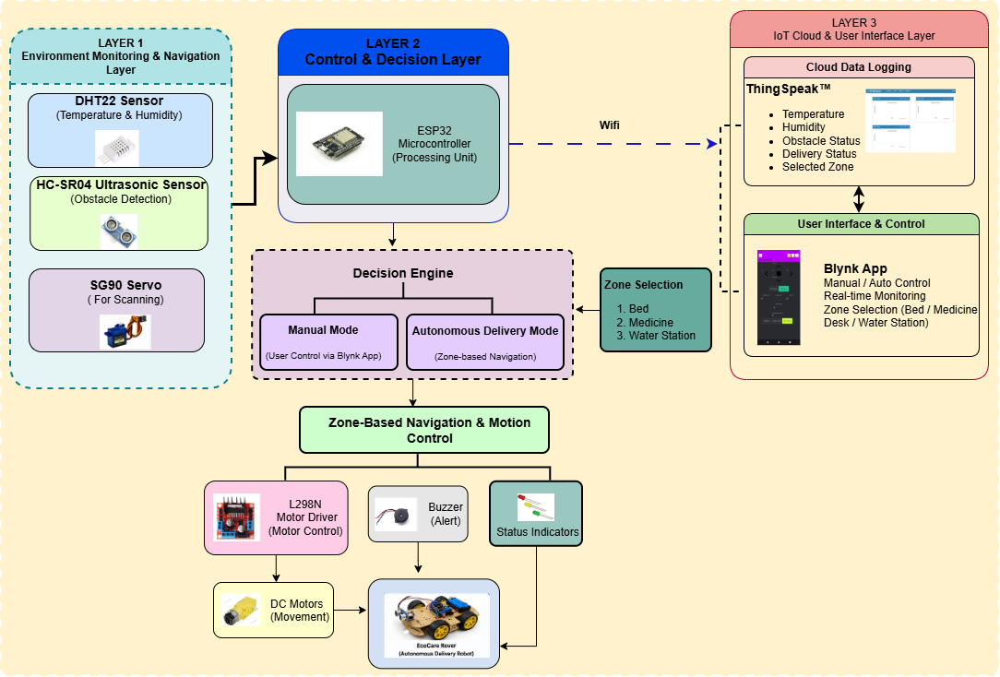 LAYER 1
Environment Monitoring & Navigation
Layer
DHT22 Sensor
(Temperature & Humidity)
HC-SR04 Ultrasonic Sensor
(Obstacle Detection)
SG90 Servo
( For Scanning)
LAYER 2
Control & Decision Layer
ESP32
Microcontroller
(Processing Unit)
Wifi
LAYER 3
IoT Cloud & User Interface Layer
Cloud Data Logging
ThingSpeak™
Temperature
Humidity
Obstacle Status
Delivery Status
Selected Zone
User Interface & Control
Blynk App
Manual / Auto Control
Real-time Monitoring
Zone Selection (Bed / Medicine
Desk / Water Station)
Decision Engine
Manual Mode
(User Control via Blynk App)
Autonomous Delivery Mode
(Zone-based Navigation)
Zone Selection
1. Bed
2. Medicine
3. Water Station
Zone-Based Navigation & Motion
Control
L298N
Motor Driver
(Motor Control)
Buzzer
(Alert)
Status Indicators
DC Motors
(Movement)
EcoCare Rover
(Autonomous Delivery Robot)